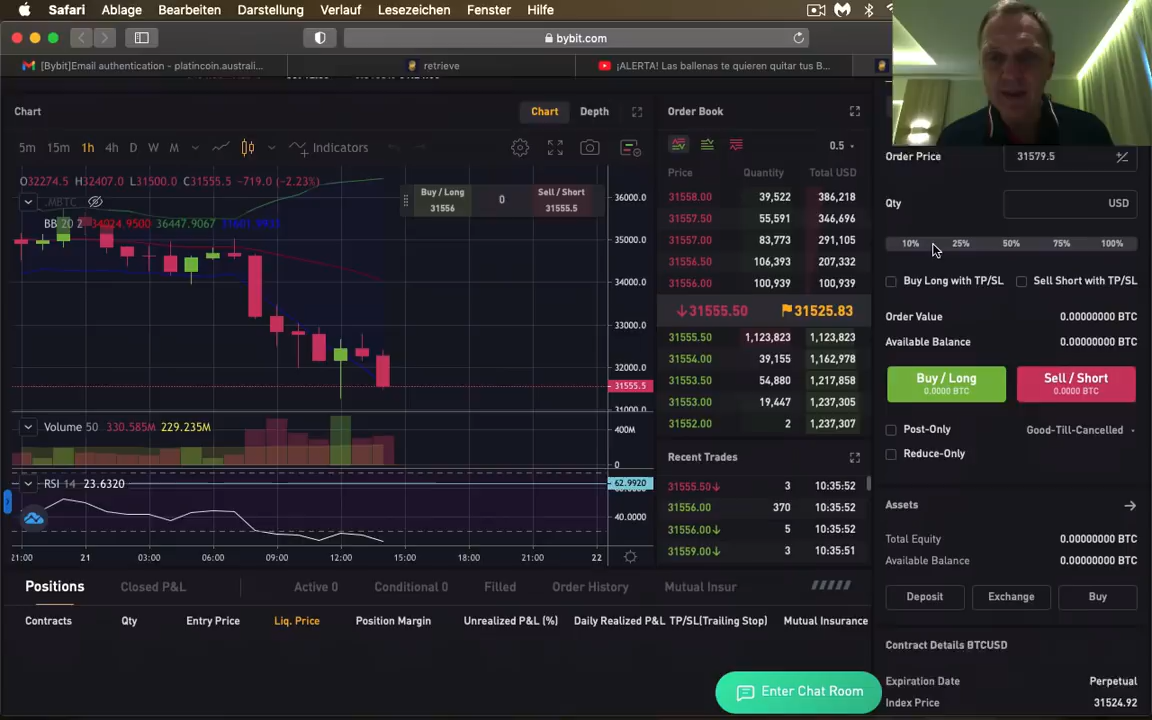 Safari Ablage Bearbeiten Darstellung Verlauf Lesezeichen Fenster Hilfe
bybit.com
[Bybit]Email authentication - platincoin.australi...
retrieve
¡ALERTA! Las ballenas te quieren quitar tus B...
Chart
Chart Depth
5m 15m 1h 4h D W M Indicators
O32274.5 H32407.0 L31500.0 C31555.5 -719.0 (-2.23%)
.MBTC
BB 20 2 34024.9500 36447.9067
Buy / Long
31556
0
Sell / Short
31555.5
36000.0
35000.0
34000.0
33000.0
32000.0
31555.5
31000.0
Volume 50 330.585M 229.235M
400M
0
RSI 14 23.6320
62.9920
40.0000
21:00 21 03:00 06:00 09:00 12:00 15:00 18:00 21:00 22
Order Book
0.5
Price Quantity Total USD
31558.00 39,522 386,218
31557.50 55,591 346,696
31557.00 83,773 291,105
31556.50 106,393 207,332
31556.00 100,939 100,939
31555.50 31525.83
31555.50 1,123,823 1,123,823
31554.00 39,155 1,162,978
31553.50 54,880 1,217,858
31553.00 19,447 1,237,305
31552.00 2 1,237,307
Recent Trades
31555.50 3 10:35:52
31556.00 370 10:35:52
31556.00 5 10:35:52
31559.00 3 10:35:51
Order Price 31579.5
Qty USD
10% 25% 50% 75% 100%
Buy Long with TP/SL Sell Short with TP/SL
Order Value 0.00000000 BTC
Available Balance 0.00000000 BTC
Buy / Long
0.0000 BTC
Sell / Short
0.0000 BTC
Post-Only Good-Till-Cancelled
Reduce-Only
Assets
Total Equity 0.00000000 BTC
Available Balance 0.00000000 BTC
Deposit Exchange Buy
Contract Details BTCUSD
Expiration Date Perpetual
Index Price 31524.92
Positions Closed P&L Active 0 Conditional 0 Filled Order History Mutual Insur
Contracts Qty Entry Price Liq. Price Position Margin Unrealized P&L (%) Daily Realized P&L TP/SL(Trailing Stop) Mutual Insurance
Enter Chat Room